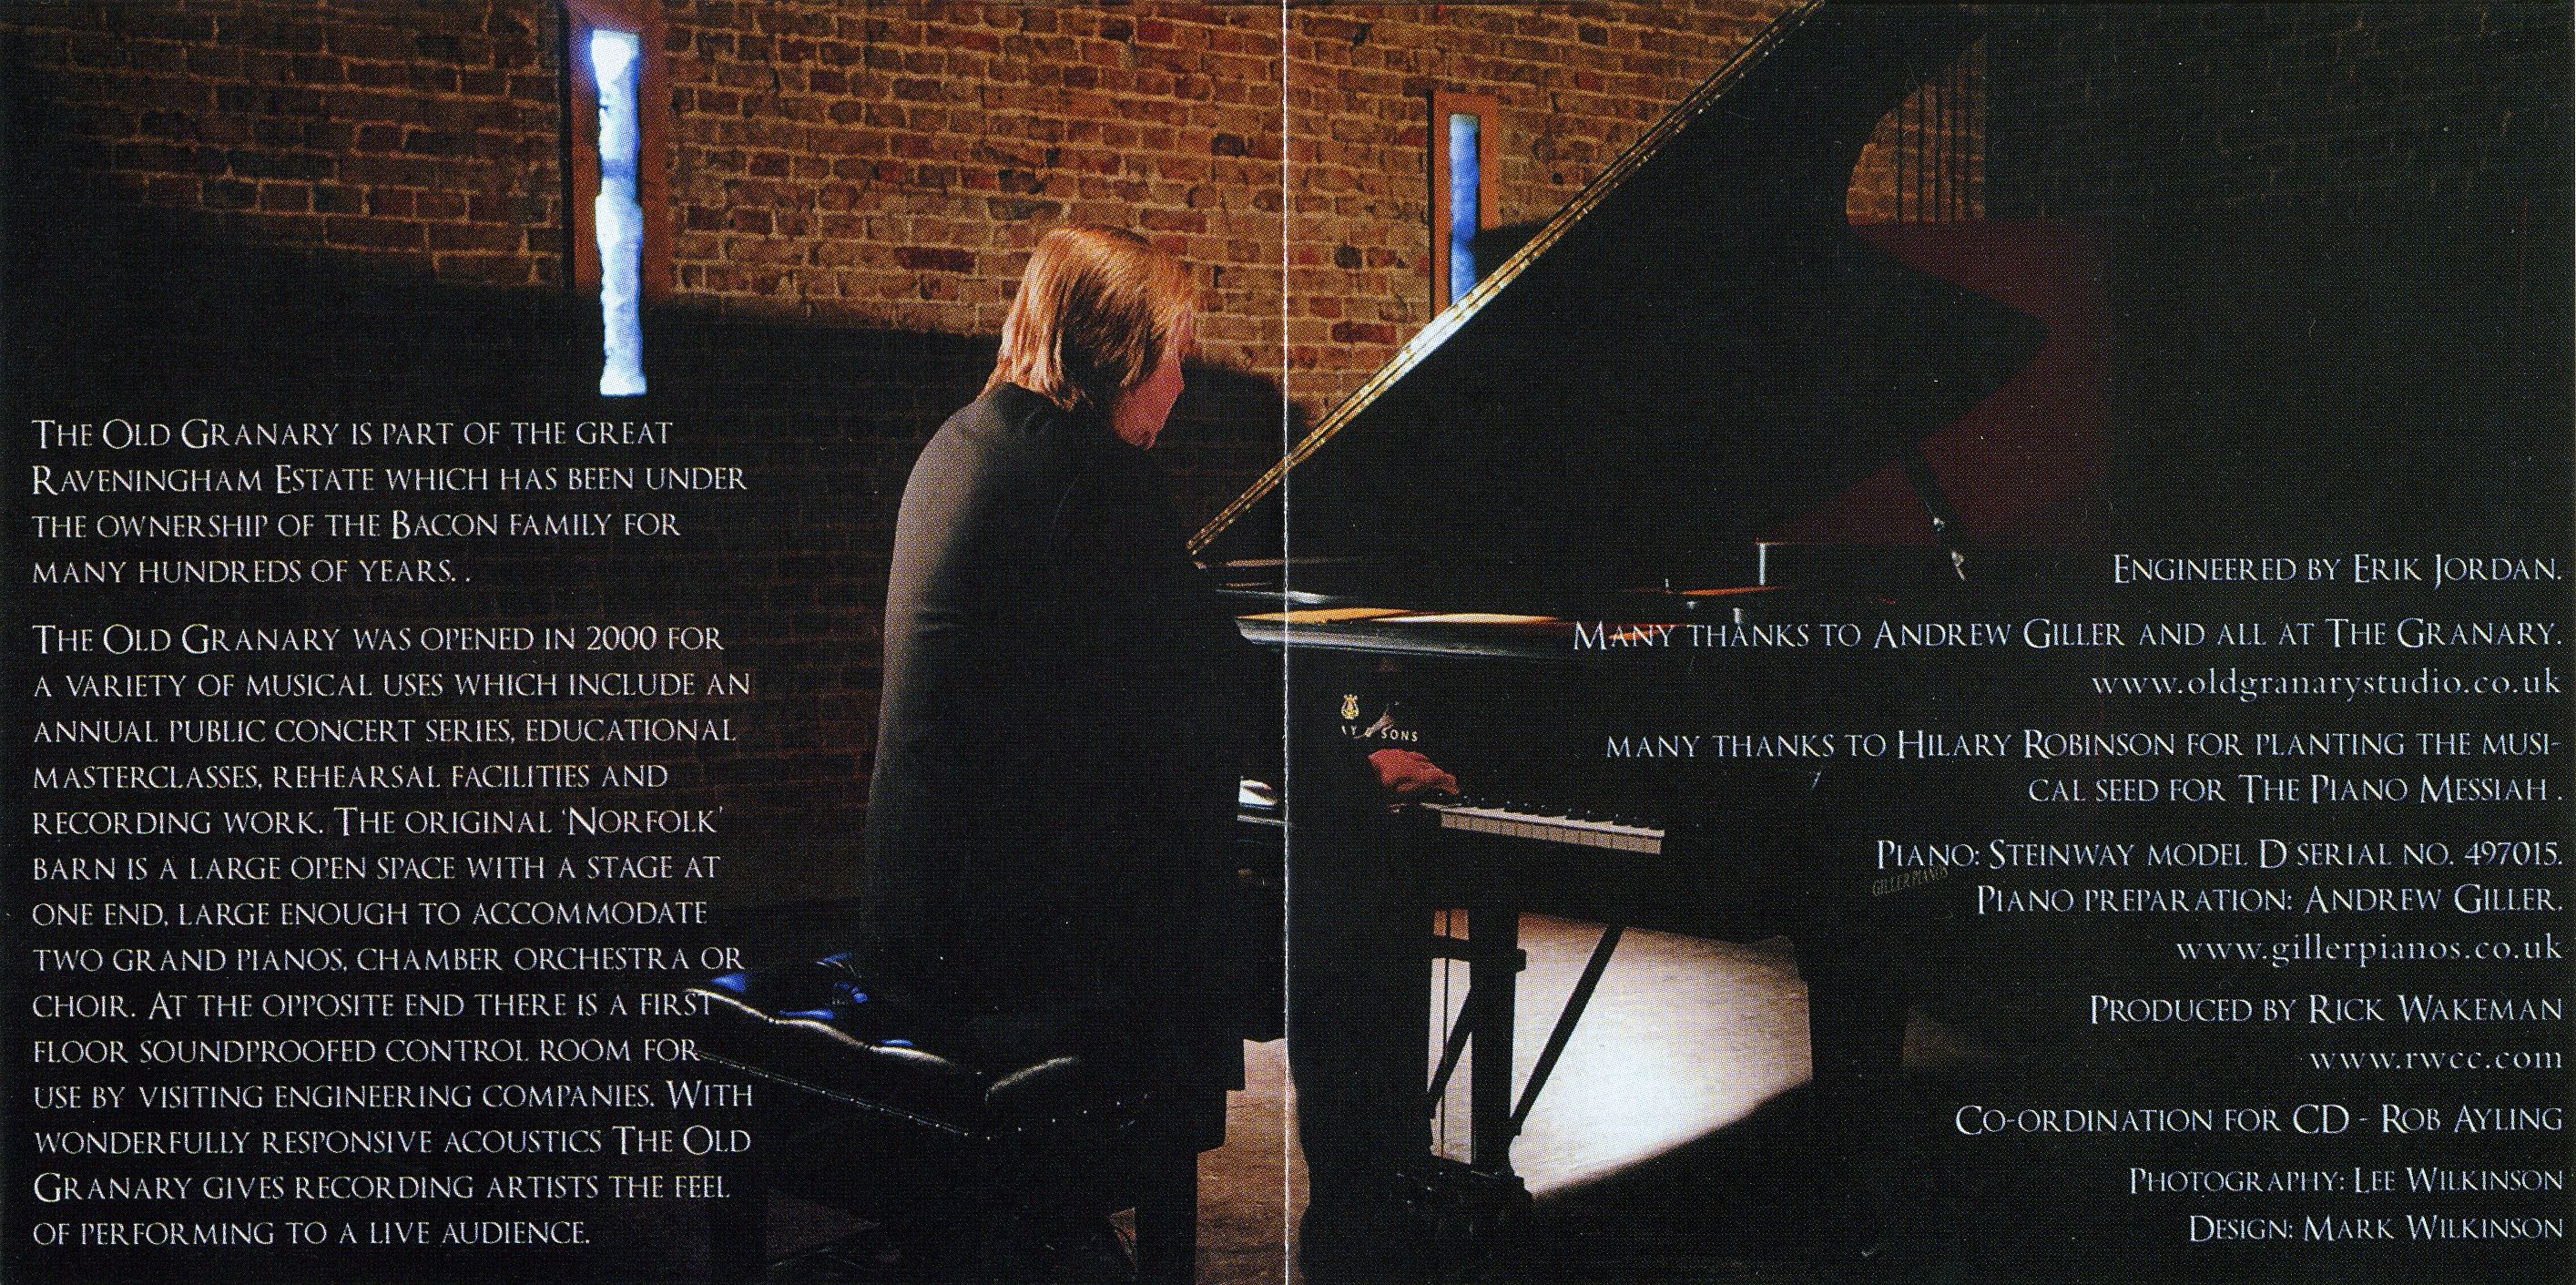 The Old Granary is part of the great
Raveningham Estate which has been under
the ownership of the Bacon family for
many hundreds of years. .
The Old Granary was opened in 2000 for
a variety of musical uses which include an
annual public concert series, educational
masterclasses, rehearsal facilities and
recording work. The original ‘Norfolk’
barn is a large open space with a stage at
one end, large enough to accommodate
two grand pianos, chamber orchestra or
choir. At the opposite end there is a first
floor soundproofed control room for
use by visiting engineering companies. With
wonderfully responsive acoustics The Old
Granary gives recording artists the feel
of performing to a live audience.
Y & SONS
Engineered by Erik Jordan.
Many thanks to Andrew Giller and all at The Granary.
www.oldgranarystudio.co.uk
many thanks to Hilary Robinson for planting the musi-
cal seed for The Piano Messiah .
Piano: Steinway model D serial no. 497015.
GILLER PIANOS
Piano preparation: Andrew Giller.
www.gillerpianos.co.uk
Produced by Rick Wakeman
www.rwcc.com
Co-ordination for CD - Rob Ayling
Photography: Lee Wilkinson
Design: Mark Wilkinson